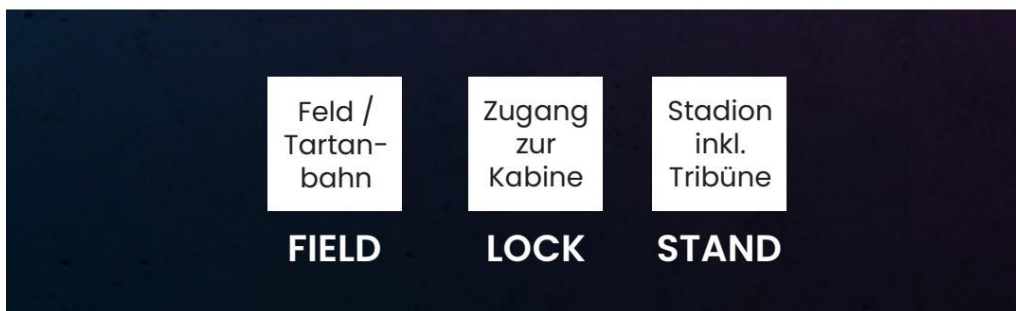 Feld /
Tartan-
bahn
FIELD
Zugang
zur
Kabine
LOCK
Stadion
inkl.
Tribüne
STAND